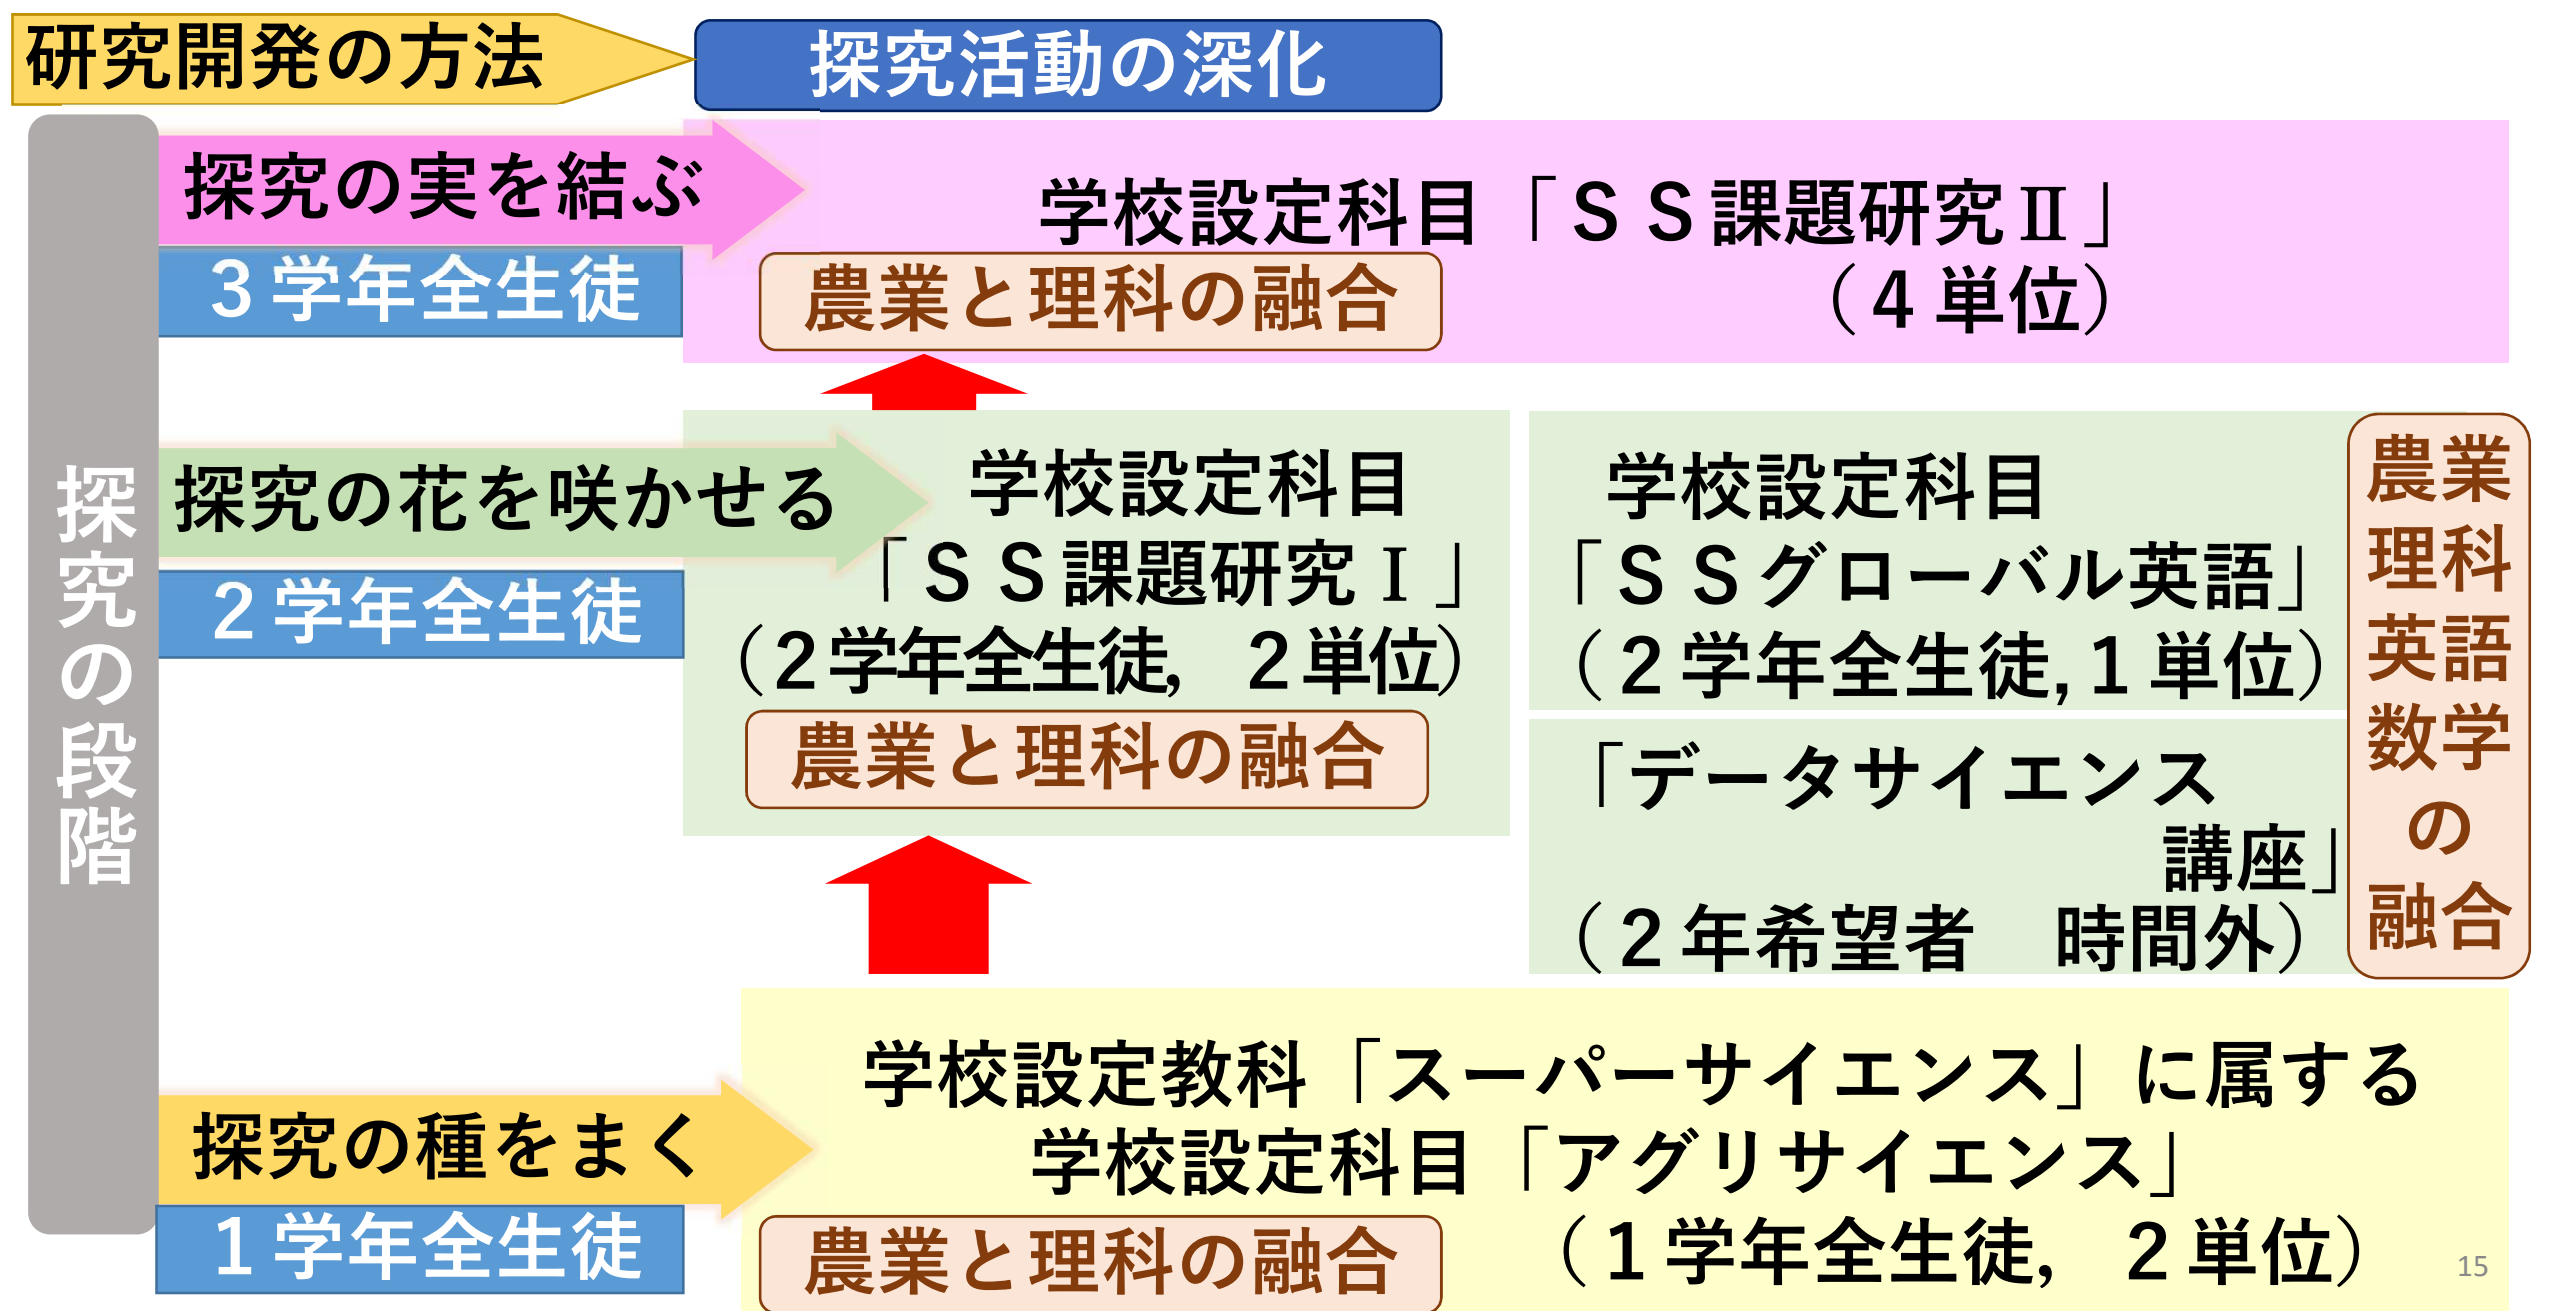 研究開発の方法
探究活動の深化
探究の段階
探究の実を結ぶ
3学年全生徒
学校設定科目「ＳＳ課題研究Ⅱ」
（4単位）
農業と理科の融合
探究の花を咲かせる
2学年全生徒
学校設定科目
「ＳＳ課題研究Ⅰ」
（2学年全生徒，2単位）
農業と理科の融合
学校設定科目
「ＳＳグローバル英語」
（2学年全生徒,1単位）
「データサイエンス
講座」
（2年希望者　時間外）
農業
理科
英語
数学
の
融合
探究の種をまく
1学年全生徒
学校設定教科「スーパーサイエンス」に属する
学校設定科目「アグリサイエンス」
（1学年全生徒，2単位）
農業と理科の融合
15